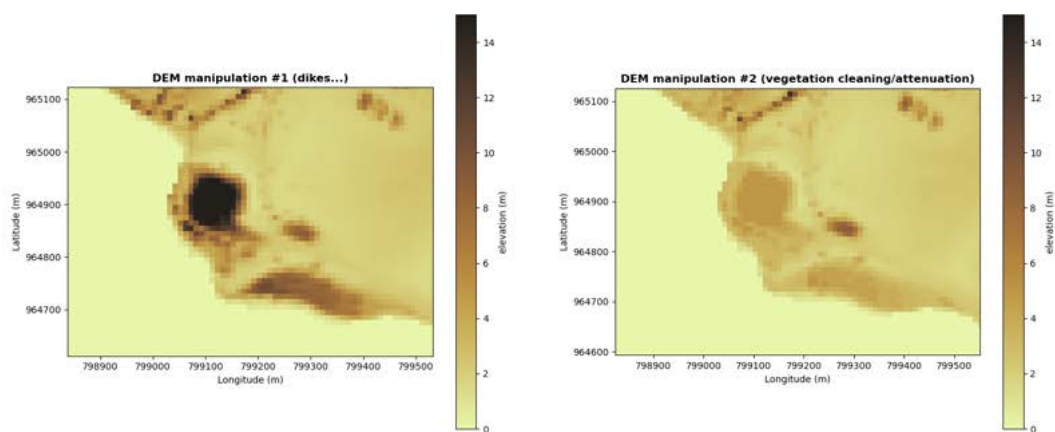 DEM manipulation #1 (dikes...)
965100
965000
964900
964800
964700
Latitude (m)
798900 799000 799100 799200 799300 799400 799500
Longitude (m)
14
12
10
8
6
4
2
0
elevation (m)
DEM manipulation #2 (vegetation cleaning/attenuation)
965100
965000
964900
964800
964700
964600
Latitude (m)
798900 799000 799100 799200 799300 799400 799500
Longitude (m)
14
12
10
8
6
4
2
0
elevation (m)